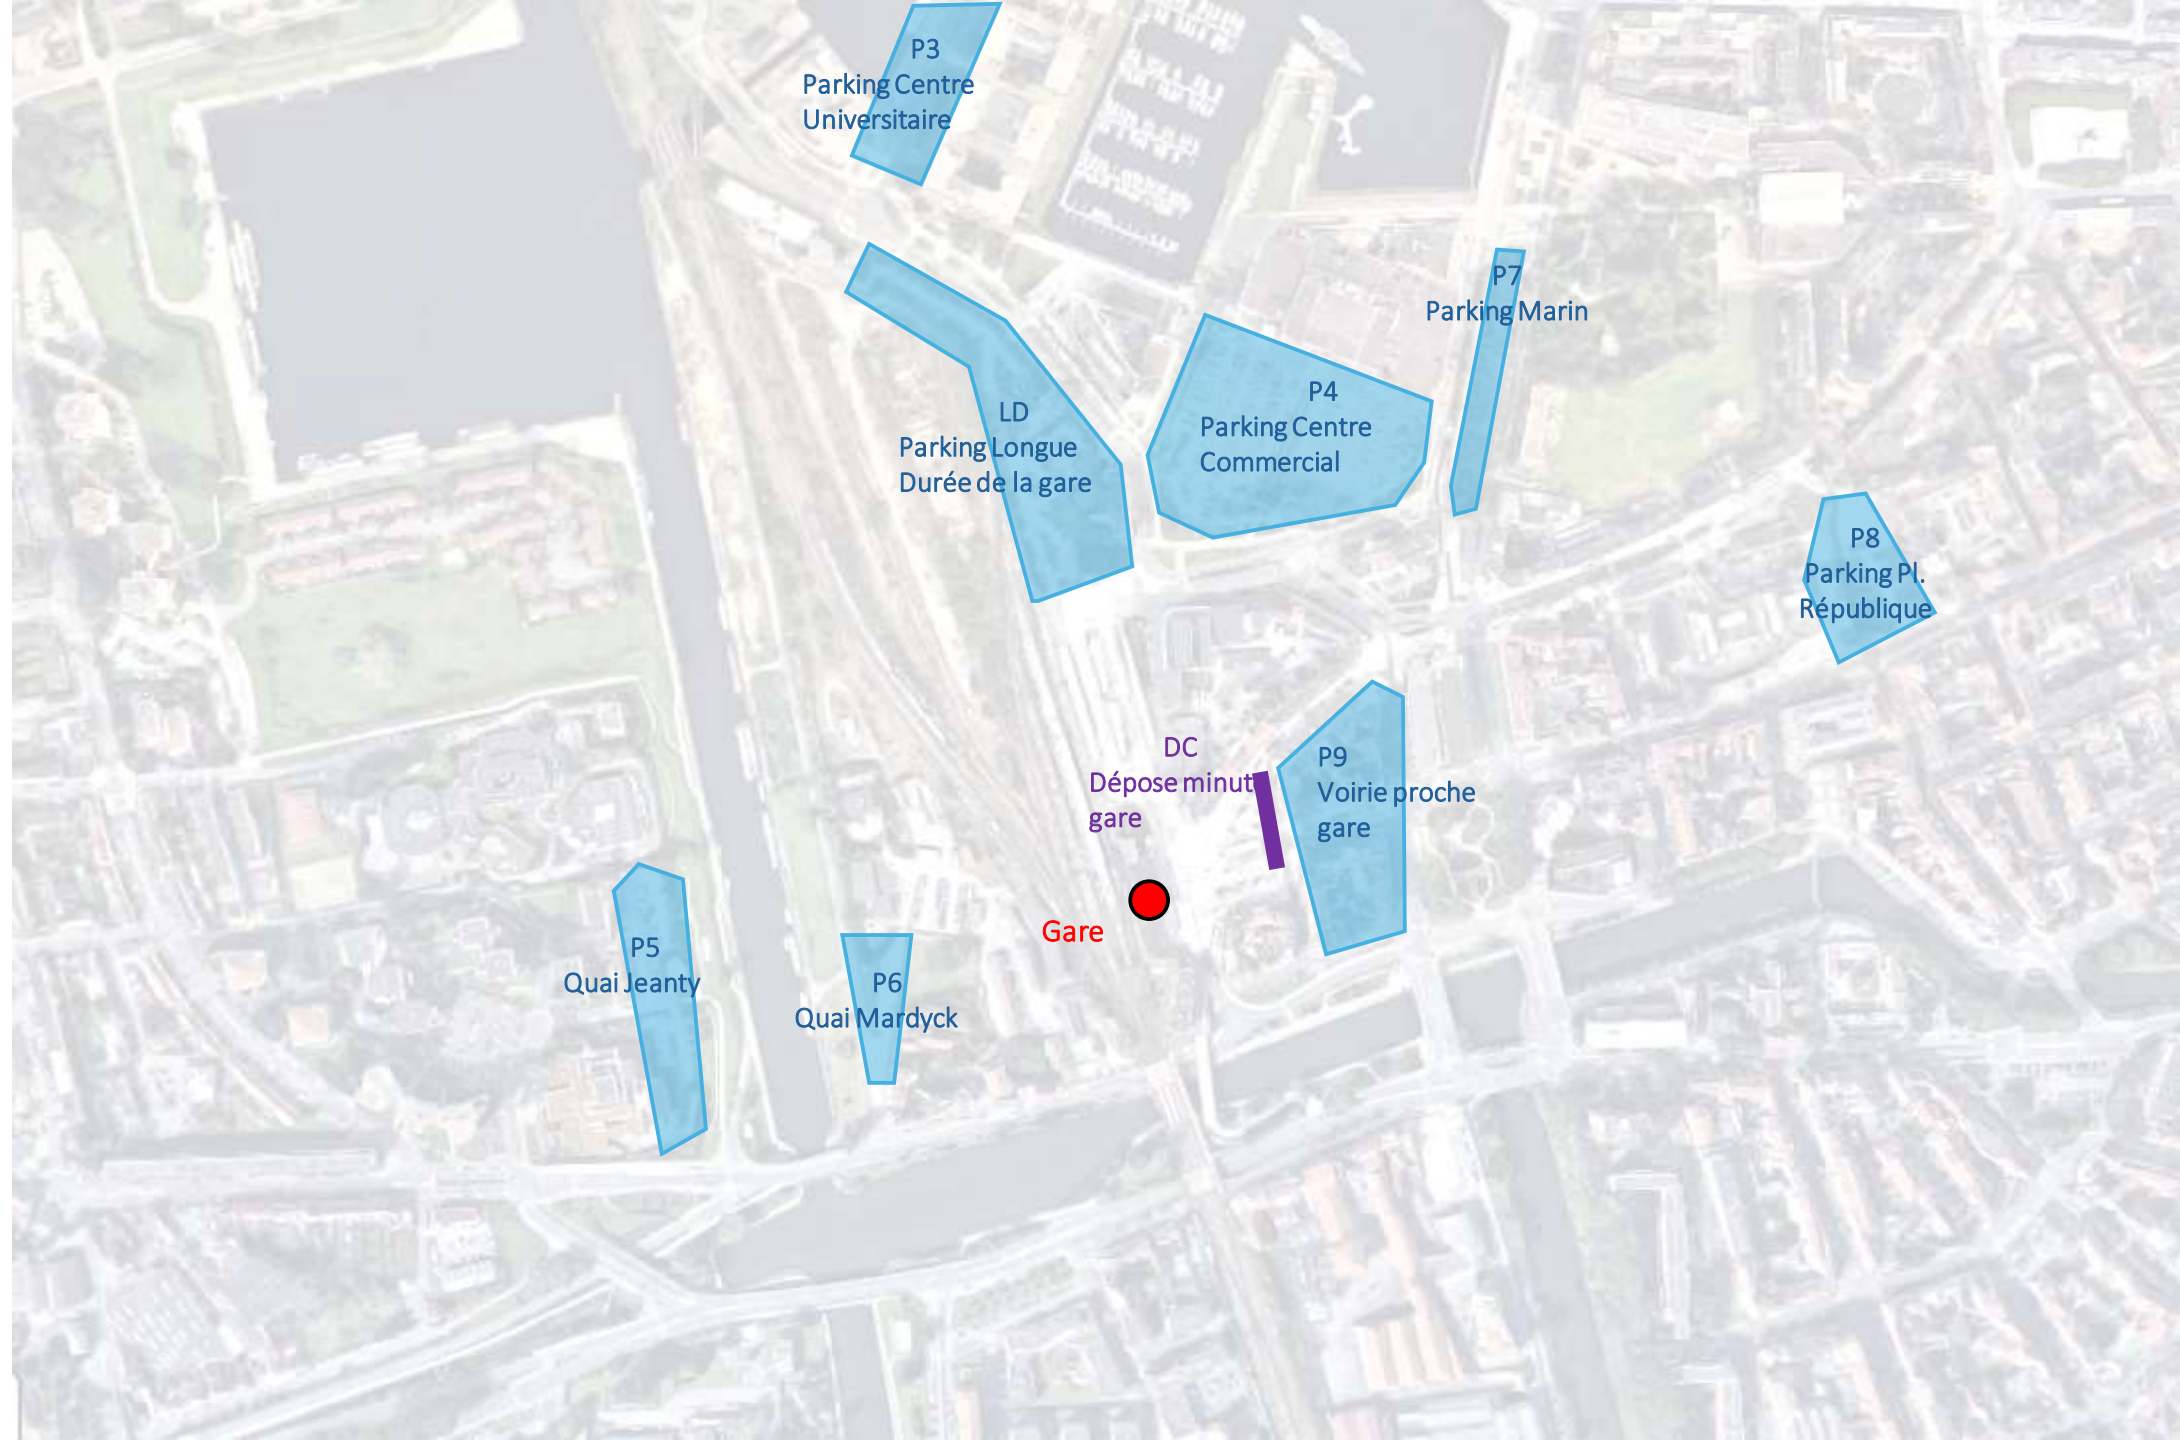 P3
Parking Centre
Universitaire
P7
Parking Marin
P4
Parking Centre
Commercial
LD
Parking Longue
Durée de la gare
P8
Parking Pl.
République
DC
Dépose minut
gare
P9
Voirie proche
gare
Gare
P5
Quai Jeanty
P6
Quai Mardyck